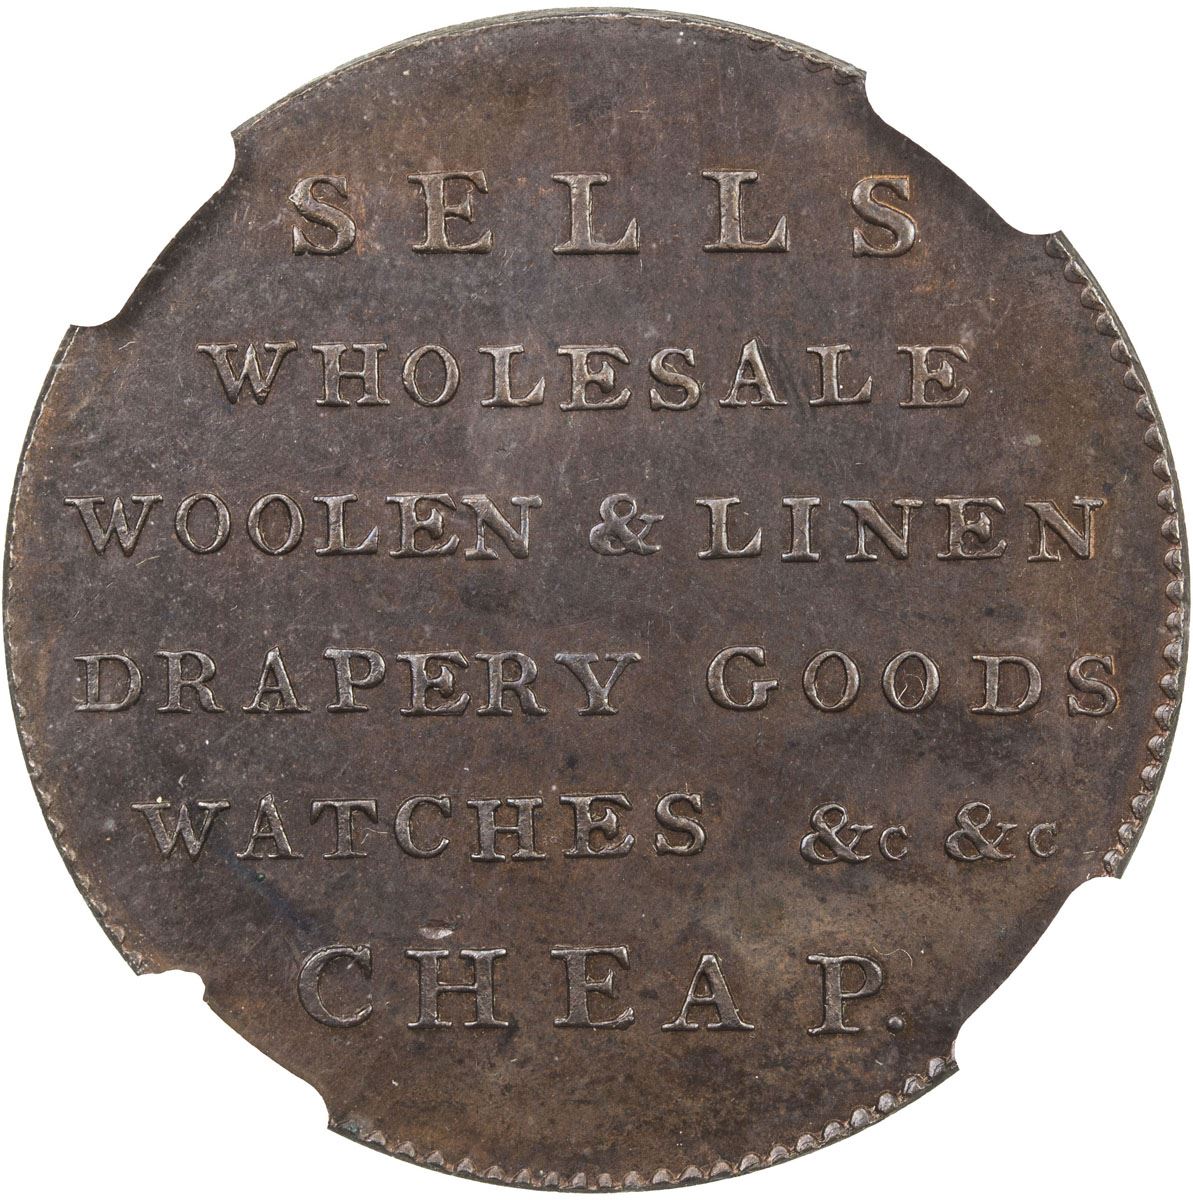 SELLS
WHOLESALE
WOOLEN & LINEN
DRAPERY GOODS
WATCHES &c &c
CHEAP.